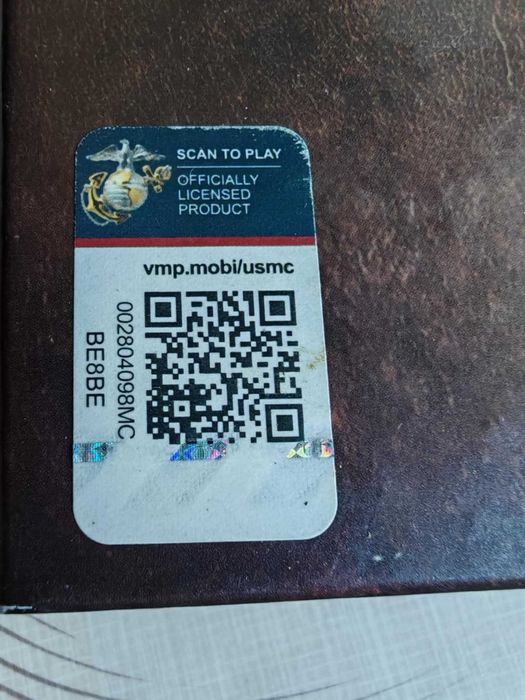 SCAN TO PLAY
OFFICIALLY
LICENSED
PRODUCT
vmp.mobi/usmc
002804098MC
BE8BE